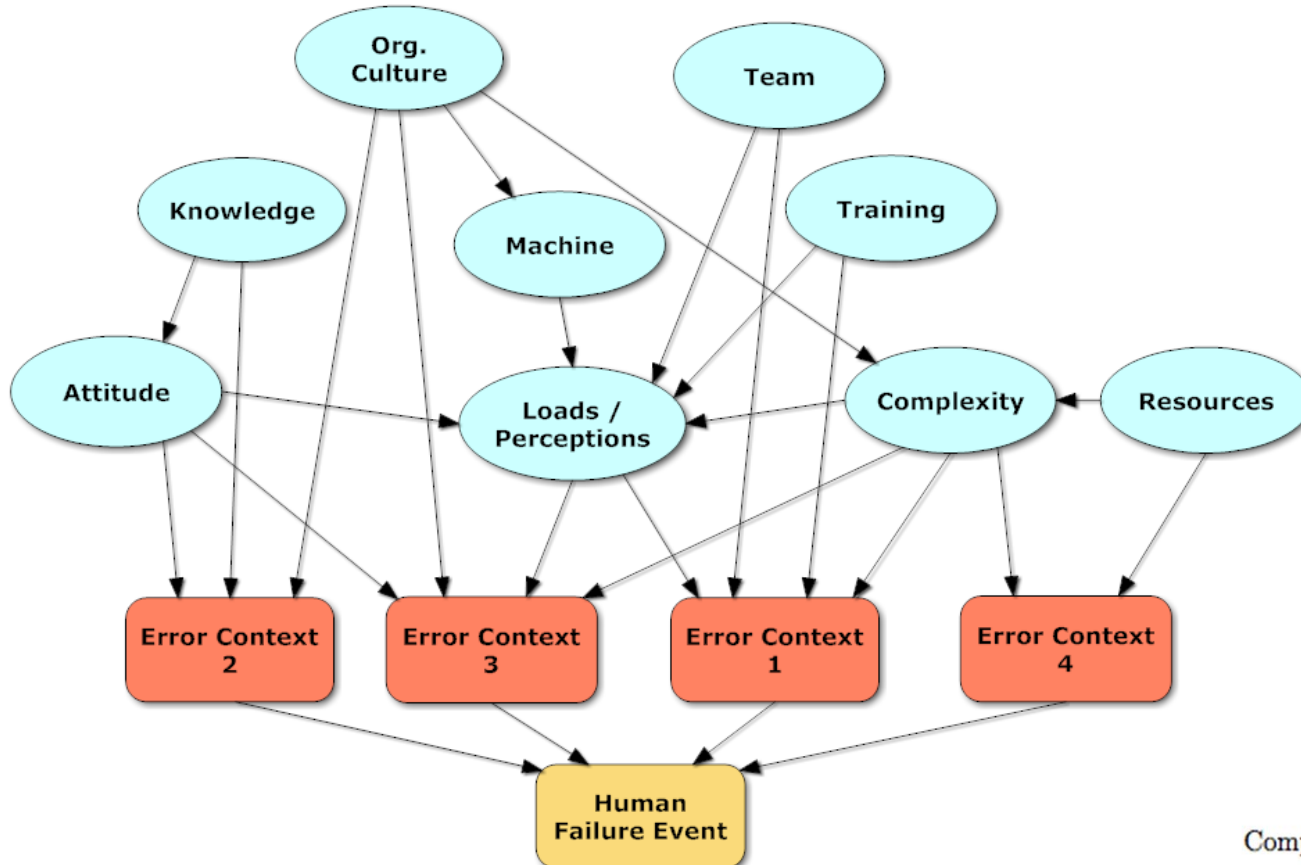 Org.
Culture
Team
Knowledge
Training
Machine
Attitude
Loads /
Perceptions
Complexity
Resources
Error Context
2
Error Context
3
Error Context
1
Error Context
4
Human
Failure Event